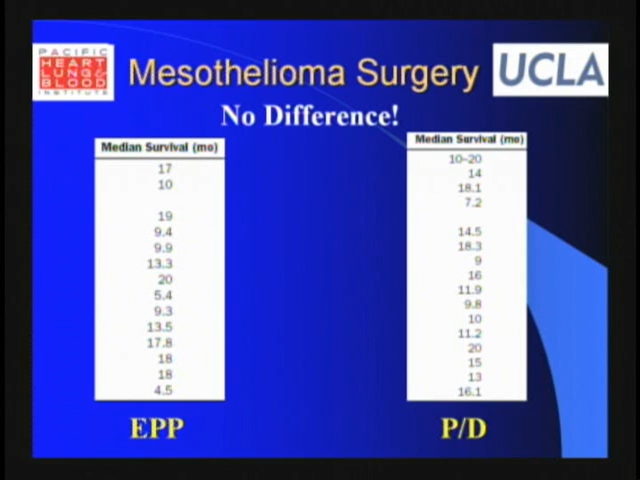 PACIFIC
HEART
LUNG&
BLOOD
INSTITUTE
Mesothelioma Surgery
UCLA
No Difference!
Median Survival (mo)
17
10
19
9.4
9.9
13.3
20
5.4
9.3
13.5
17.8
18
18
4.5
EPP
Median Survival (mo)
10–20
14
18.1
7.2
14.5
18.3
9
16
11.9
9.8
10
11.2
20
15
13
16.1
P/D